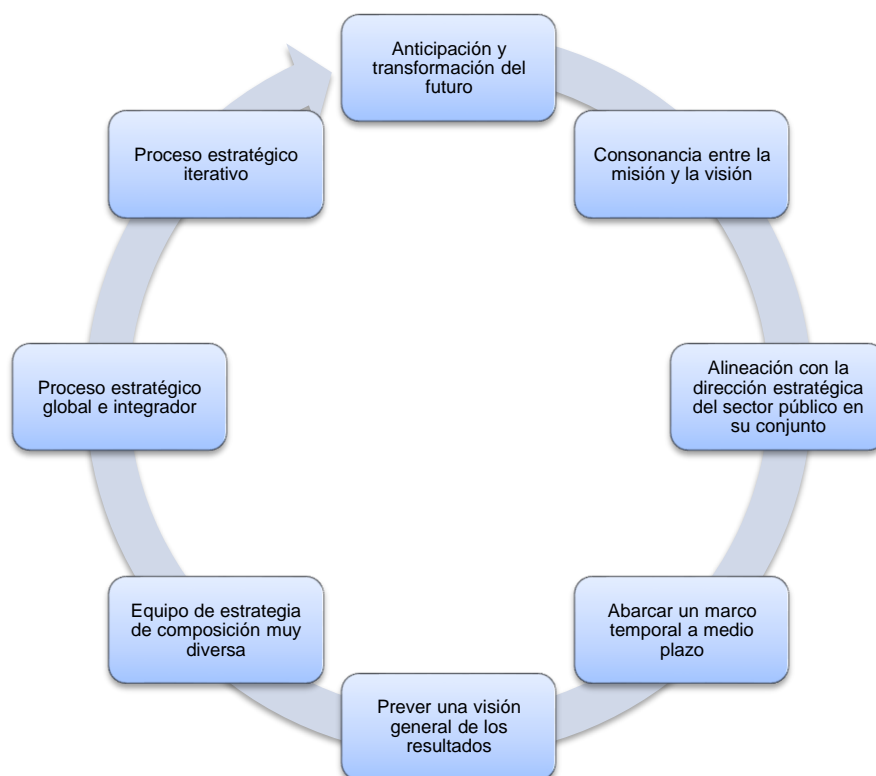 Anticipación y
transformación del
futuro
Consonancia entre la
misión y la visión
Alineación con la
dirección estratégica
del sector público en
su conjunto
Abarcar un marco
temporal a medio
plazo
Prever una visión
general de los
resultados
Equipo de estrategia
de composición muy
diversa
Proceso estratégico
global e integrador
Proceso estratégico
iterativo